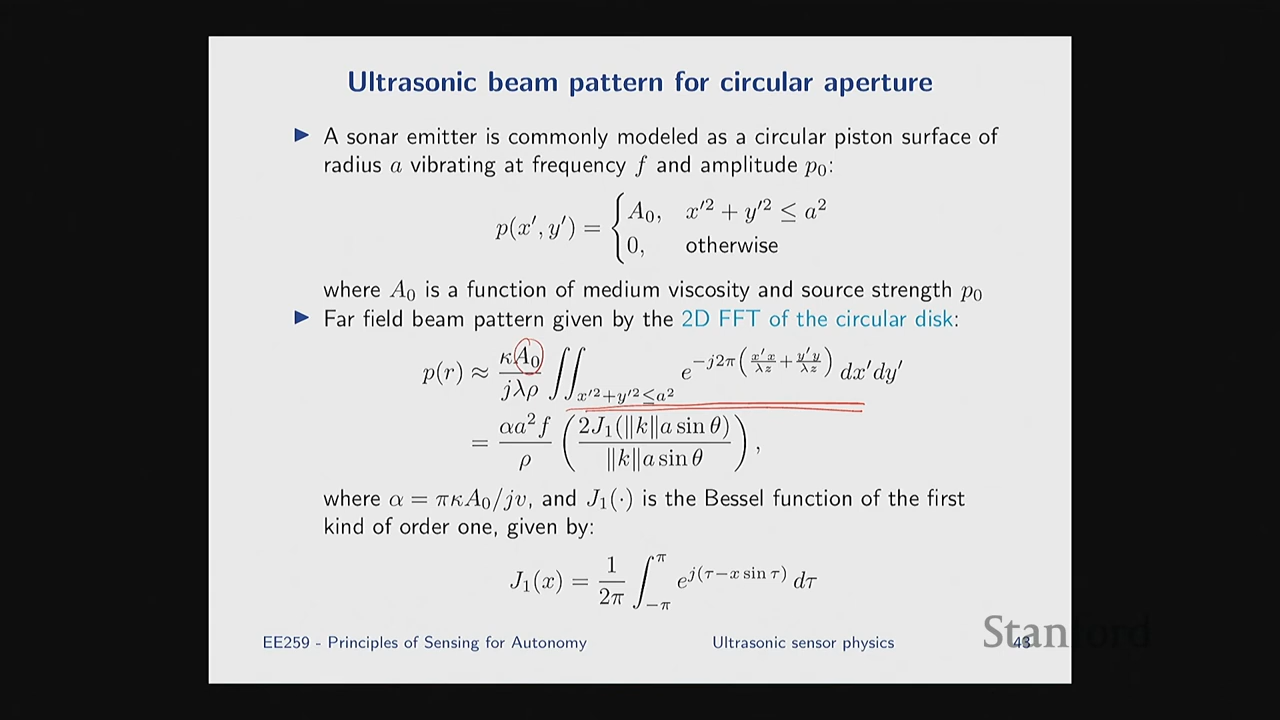 Ultrasonic beam pattern for circular aperture
▶ A sonar emitter is commonly modeled as a circular piston surface of
radius a vibrating at frequency f and amplitude p₀:
p(x′, y′) = { A₀, x′² + y′² ≤ a²
0, otherwise
where A₀ is a function of medium viscosity and source strength p₀
▶ Far field beam pattern given by the 2D FFT of the circular disk:
p(r) ≈ κA₀/jλρ ∬_{x′²+y′²≤a²} e^{−j2π(x′x/λz + y′y/λz)} dx′dy′
= αa²f/ρ (2J₁(‖k‖a sin θ)/‖k‖a sin θ),
where α = πκA₀/jv, and J₁(·) is the Bessel function of the first
kind of order one, given by:
J₁(x) = 1/2π ∫_{−π}^{π} e^{j(τ−x sin τ)} dτ
EE259 - Principles of Sensing for Autonomy Ultrasonic sensor physics 43
Stanford